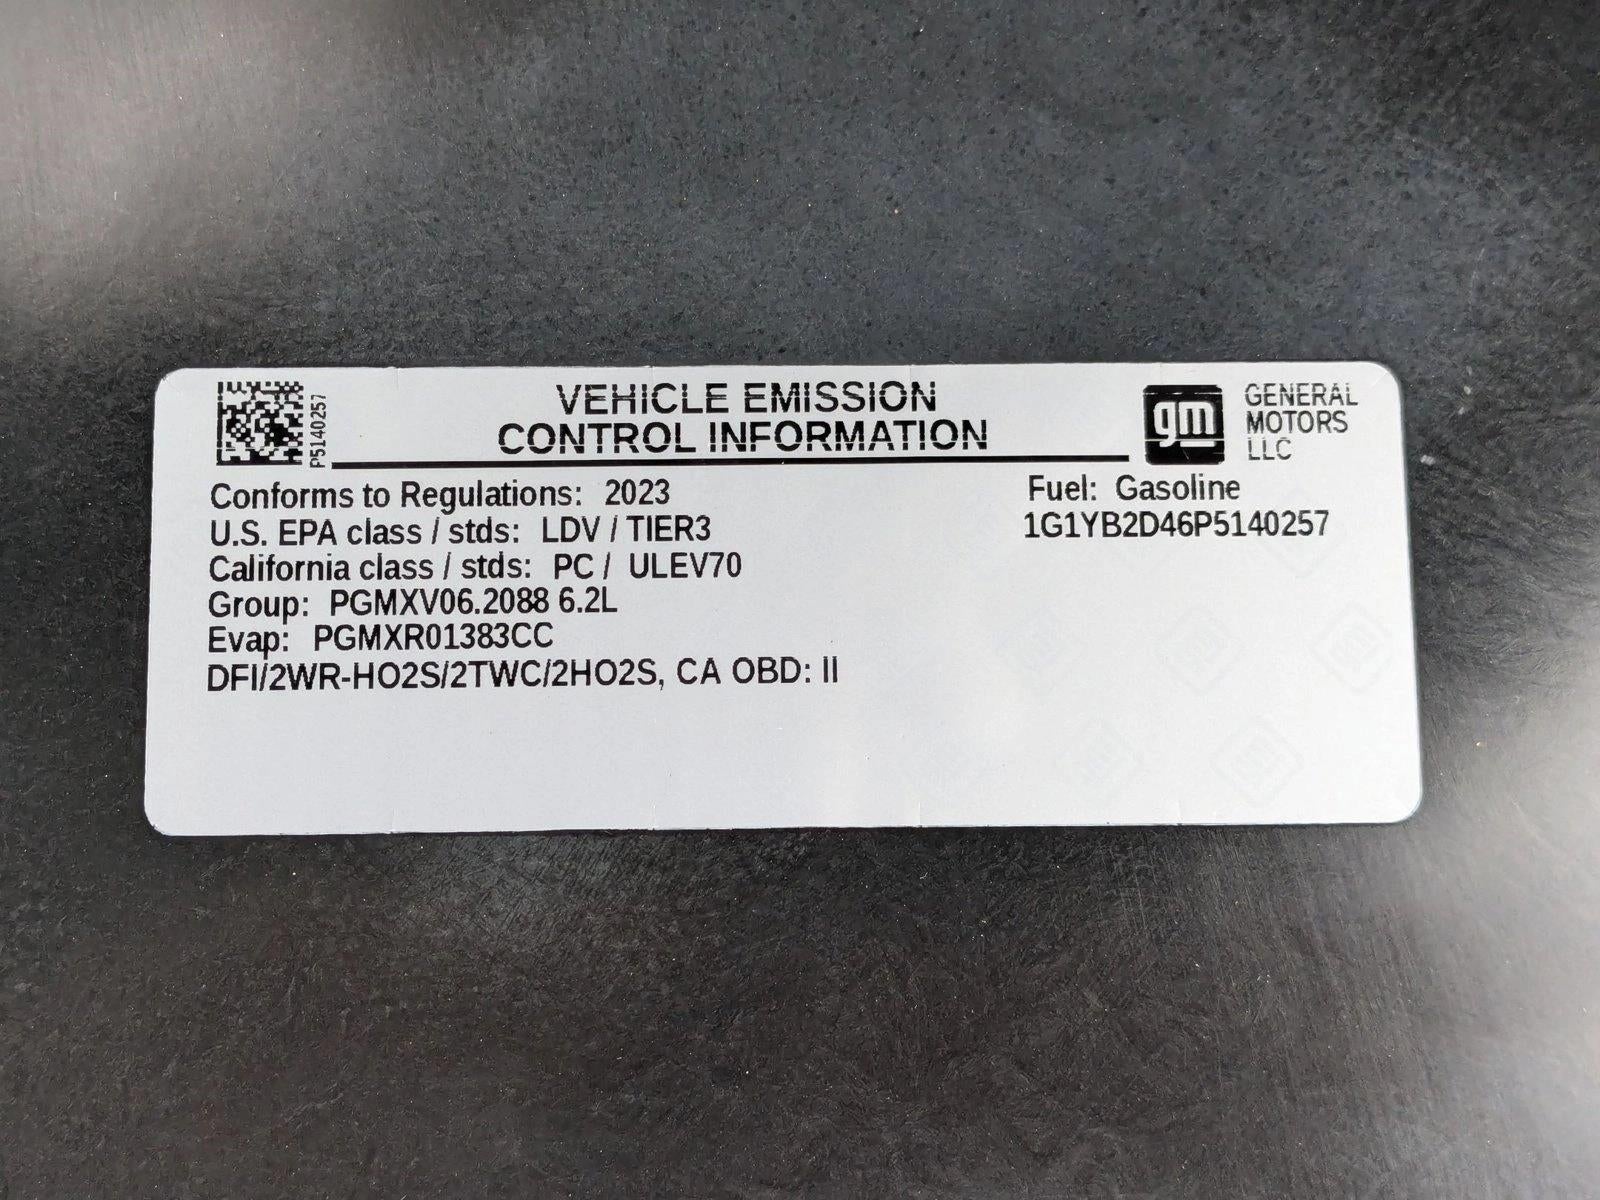 P5140257
VEHICLE EMISSION
CONTROL INFORMATION
gm
GENERAL
MOTORS
LLC
Conforms to Regulations: 2023
U.S. EPA class / stds: LDV / TIER3
California class / stds: PC / ULEV70
Group: PGMXV06.2088 6.2L
Evap: PGMXR01383CC
DFI/2WR-HO2S/2TWC/2HO2S, CA OBD: II
Fuel: Gasoline
1G1YB2D46P5140257